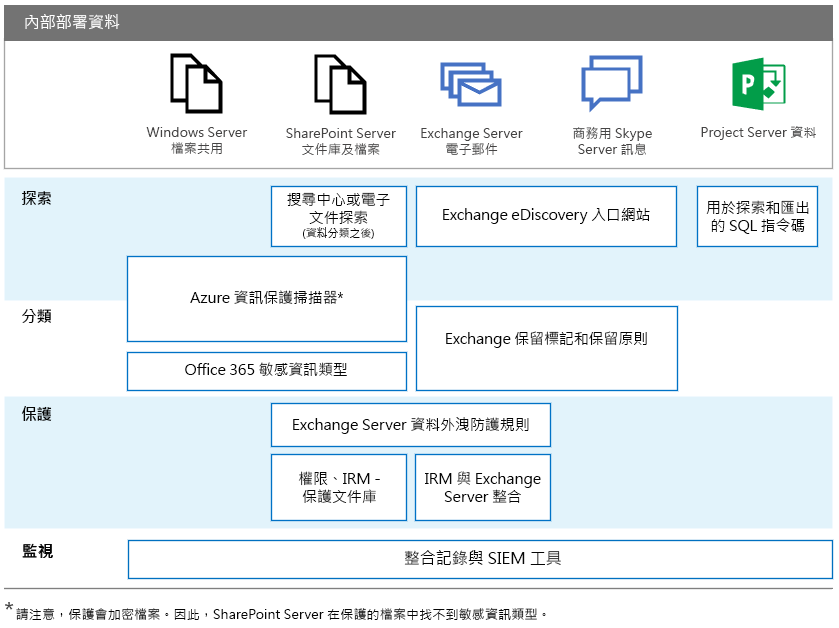 內部部署資料
Windows Server
檔案共用
SharePoint Server
文件庫及檔案
Exchange Server
電子郵件
商務用 Skype
Server 訊息
P
Project Server 資料
探索
搜尋中心或電子
文件探索
(資料分類之後)
Exchange eDiscovery 入口網站
用於探索和匯出
的 SQL 指令碼
Azure 資訊保護掃描器*
分類
Exchange 保留標記和保留原則
Office 365 敏感資訊類型
保護
Exchange Server 資料外洩防護規則
權限、IRM -
保護文件庫
IRM 與 Exchange
Server 整合
監視
整合記錄與 SIEM 工具
*請注意，保護會加密檔案。因此，SharePoint Server 在保護的檔案中找不到敏感資訊類型。